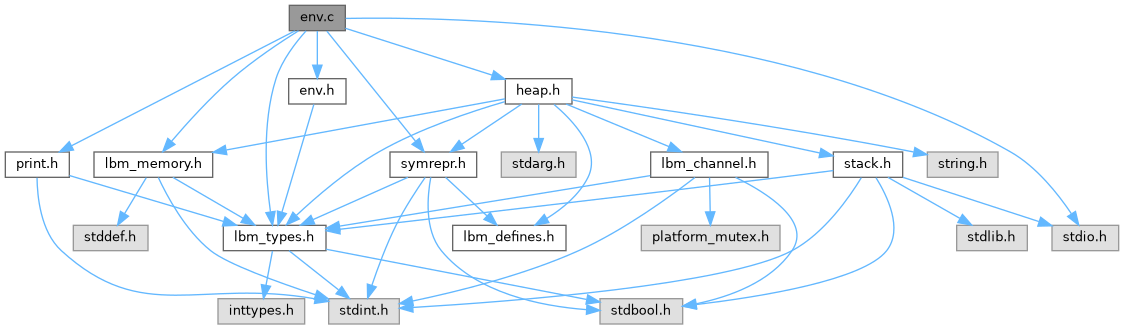 env.c
env.h
heap.h
print.h
lbm_memory.h
symrepr.h
stdarg.h
lbm_channel.h
stack.h
string.h
stddef.h
lbm_types.h
lbm_defines.h
platform_mutex.h
stdlib.h
stdio.h
inttypes.h
stdint.h
stdbool.h